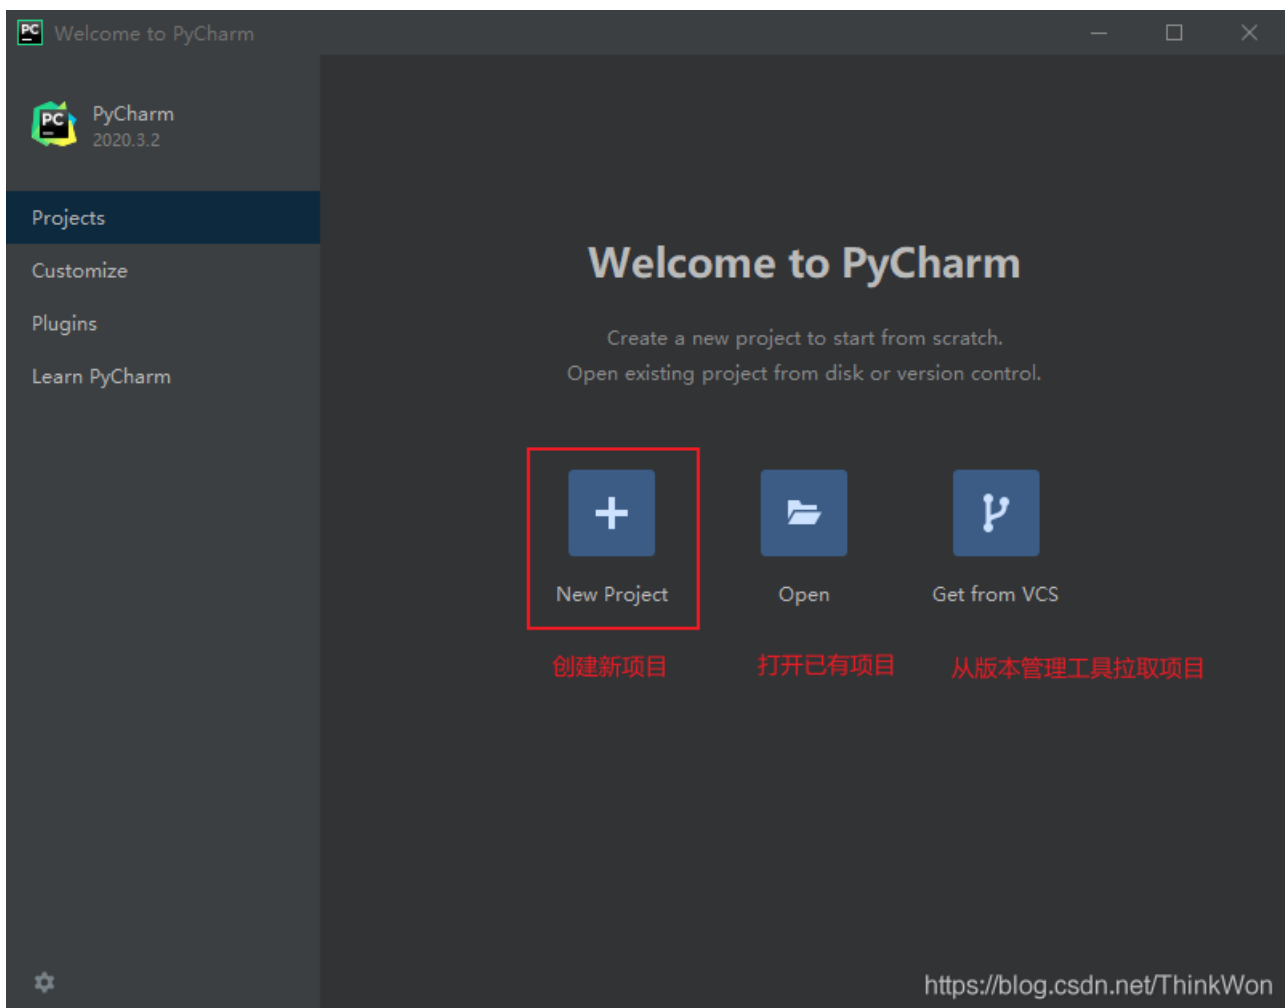 PC Welcome to PyCharm
PC PyCharm
2020.3.2
Projects
Customize
Plugins
Learn PyCharm
Welcome to PyCharm
Create a new project to start from scratch.
Open existing project from disk or version control.
New Project Open Get from VCS
创建新项目 打开已有项目 从版本管理工具拉取项目
https://blog.csdn.net/ThinkWon